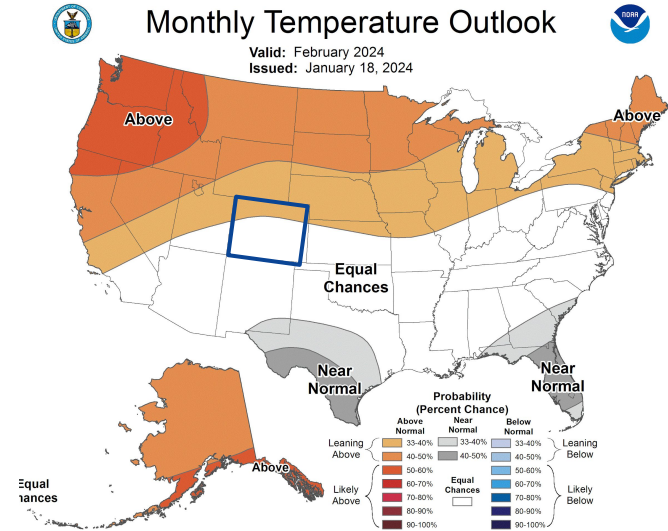 Monthly Temperature Outlook
NOAA
Valid: February 2024
Issued: January 18, 2024
Above
Above
Equal
Chances
Near
Normal
Near
Normal
Above
Equal
hances
Probability
(Percent Chance)
Above
Normal
Near
Normal
Below
Normal
Leaning
Above
33-40%
33-40%
33-40%
Leaning
Below
40-50%
40-50%
40-50%
50-60%
50-60%
Likely
Above
60-70%
Equal
Chances
60-70%
Likely
Below
70-80%
70-80%
80-90%
80-90%
90-100%
90-100%